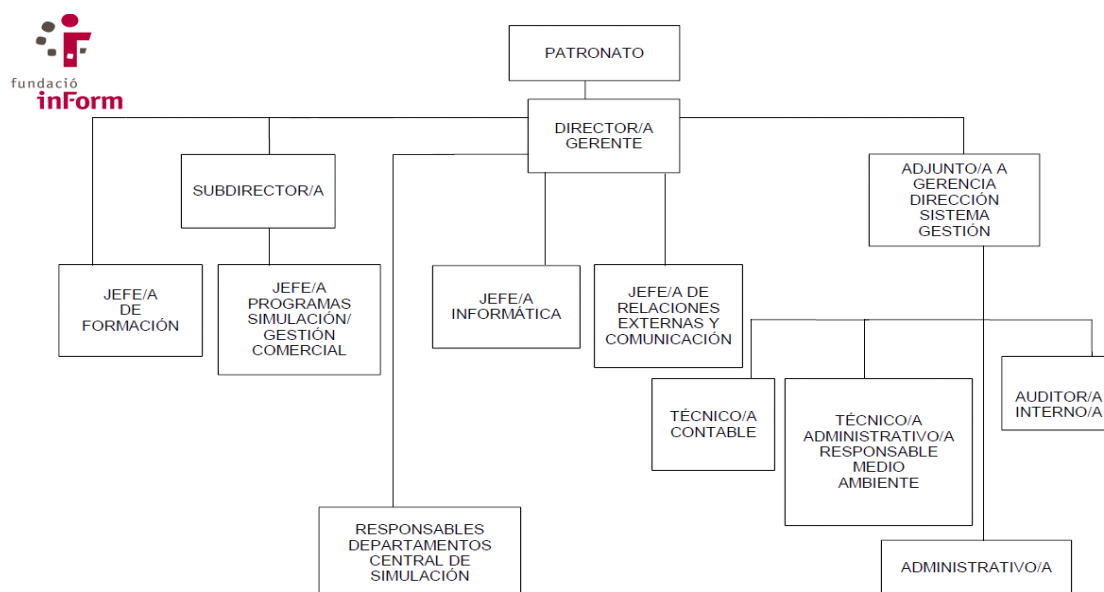 fundació
inForm
PATRONATO
DIRECTOR/A
GERENTE
SUBDIRECTOR/A
ADJUNTO/A A
GERENCIA
DIRECCIÓN
SISTEMA
GESTIÓN
JEFE/A
DE
FORMACIÓN
JEFE/A
PROGRAMAS
SIMULACIÓN/
GESTIÓN
COMERCIAL
JEFE/A
INFORMÁTICA
JEFE/A DE
RELACIONES
EXTERNAS Y
COMUNICACIÓN
TÉCNICO/A
CONTABLE
TÉCNICO/A
ADMINISTRATIVO/A
RESPONSABLE
MEDIO
AMBIENTE
AUDITOR/A
INTERNO/A
RESPONSABLES
DEPARTAMENTOS
CENTRAL DE
SIMULACIÓN
ADMINISTRATIVO/A